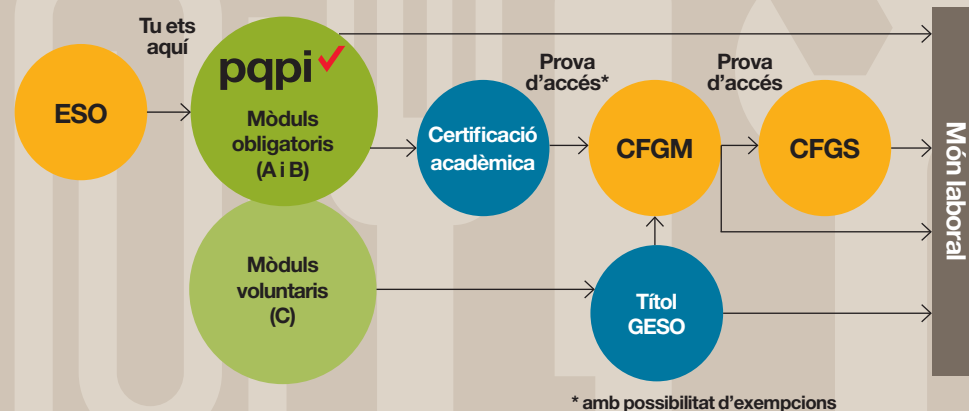 Tu ets
aquí
ESO
pqpi
Mòduls
obligatoris
(A i B)
Mòduls
voluntaris
(C)
Certificació
acadèmica
Prova
d’accés*
CFGM
Prova
d’accés
CFGS
Títol
GESO
Món laboral
* amb possibilitat d’exempcions